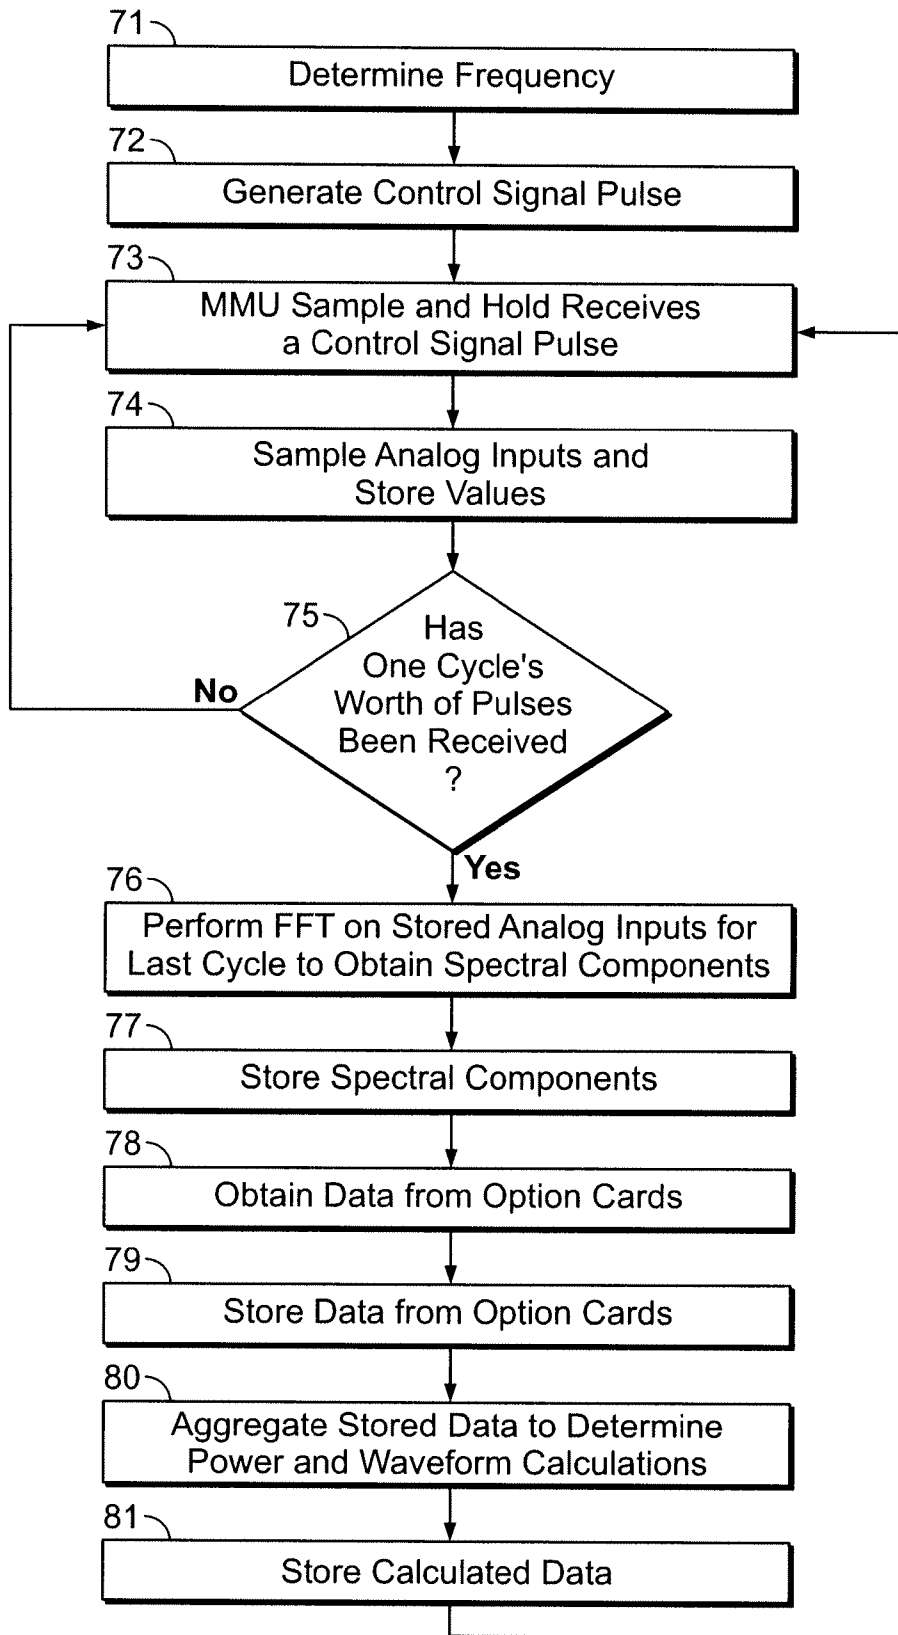 71
Determine Frequency
72
Generate Control Signal Pulse
73
MMU Sample and Hold Receives
a Control Signal Pulse
74
Sample Analog Inputs and
Store Values
75
Has
One Cycle's
Worth of Pulses
Been Received
?
No
Yes
76
Perform FFT on Stored Analog Inputs for
Last Cycle to Obtain Spectral Components
77
Store Spectral Components
78
Obtain Data from Option Cards
79
Store Data from Option Cards
80
Aggregate Stored Data to Determine
Power and Waveform Calculations
81
Store Calculated Data